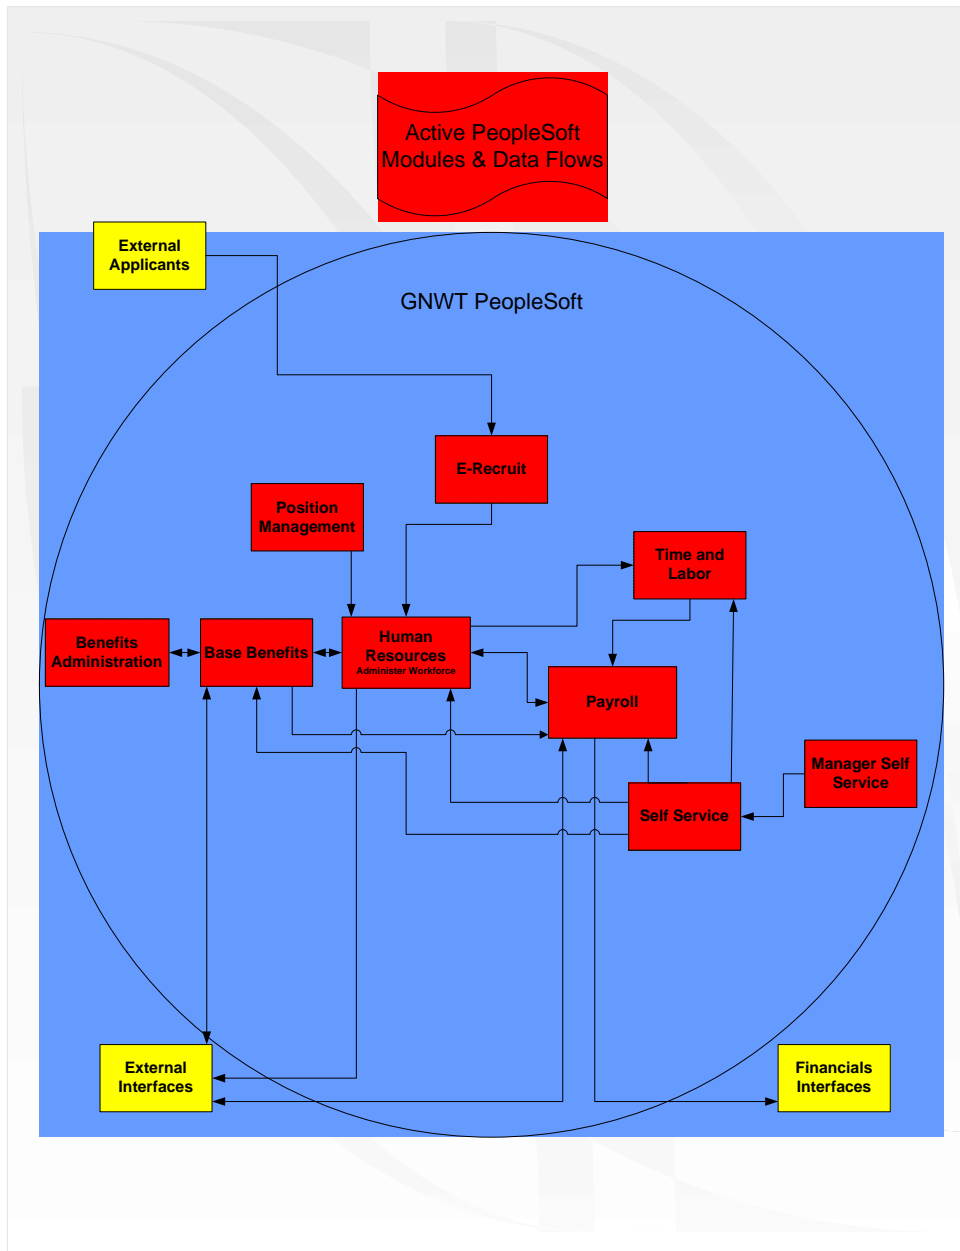 Active PeopleSoft
Modules & Data Flows
External
Applicants
GNWT PeopleSoft
E-Recruit
Position
Management
Time and
Labor
Benefits
Administration
Base Benefits
Human
Resources
Administer Workforce
Payroll
Manager Self
Service
Self Service
External
Interfaces
Financials
Interfaces